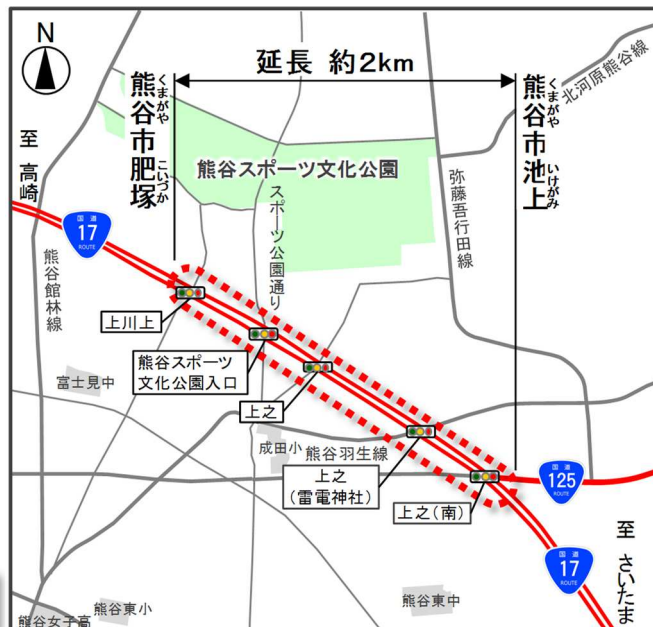 N
延長 約2km
熊谷市肥塚
くまがや
こいづか
熊谷市池上
くまがや
いけがみ
北河原熊谷線
至 高崎
熊谷スポーツ文化公園
スポーツ公園通り
弥藤吾行田線
国道
17
ROUTE
熊谷館林線
上川上
熊谷スポーツ
文化公園入口
富士見中
上之
成田小
熊谷羽生線
上之
(雷電神社)
上之(南)
国道
125
ROUTE
国道
17
ROUTE
至 さいたま
熊谷女子高
熊谷東小
熊谷東中